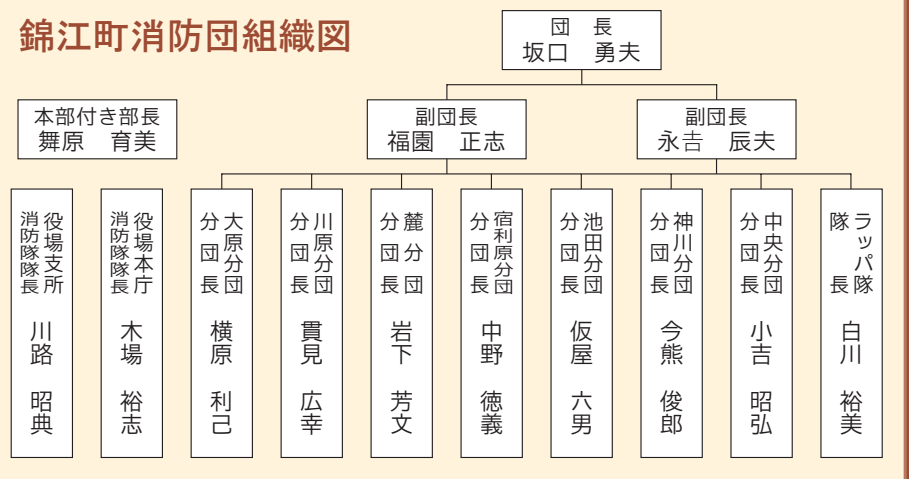 錦江町消防団組織図
団 長
坂口 勇夫
本部付き部長
舞原 育美
副団長
福園 正志
副団長
永𠮷 辰夫
ラッパ隊
隊長
白川 裕美
中央分団
分団長
小吉 昭弘
神川分団
分団長
今熊 俊郎
池田分団
分団長
仮屋 六男
宿利原分団
分団長
中野 徳義
麓分団
分団長
岩下 芳文
川原分団
分団長
貫見 広幸
大原分団
分団長
横原 利己
役場本庁
消防隊隊長
木場 裕志
役場支所
消防隊隊長
川路 昭典